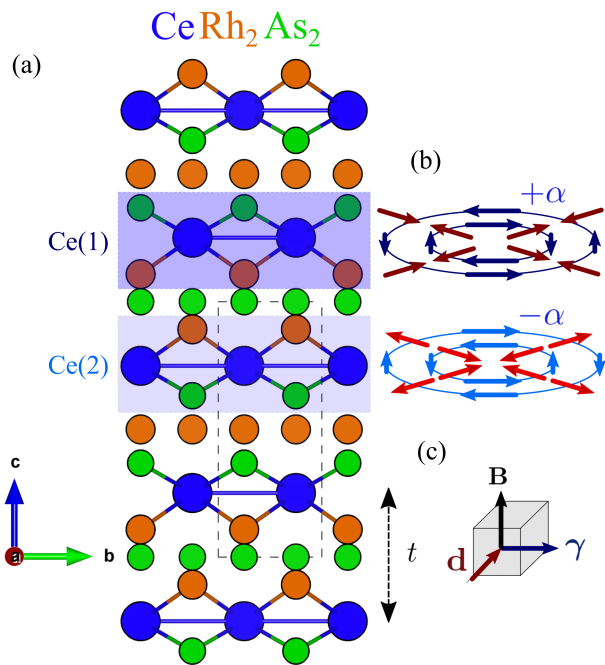 CeRh₂As₂
(a)
(b)
+α
Ce(1)
−α
Ce(2)
(c)
c
a
b
t
B
d
γ